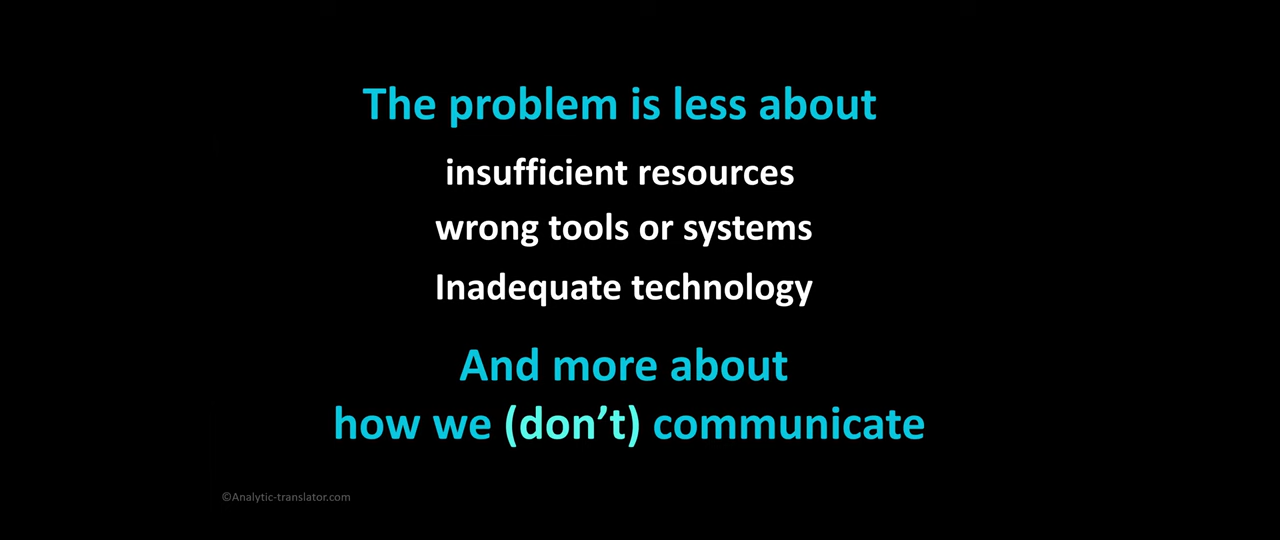 The problem is less about
insufficient resources
wrong tools or systems
Inadequate technology
And more about
how we (don’t) communicate
©Analytic-translator.com